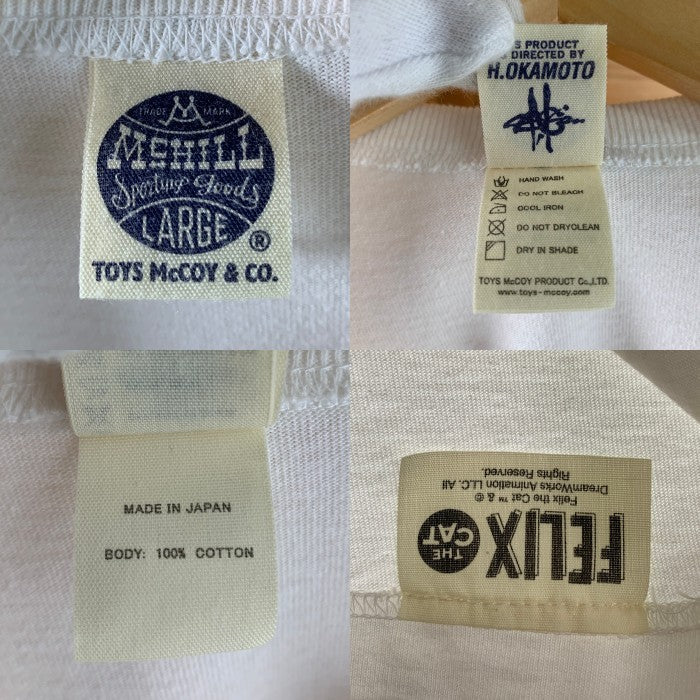 TRADE MARK
McHILL
Sporting Goods
LARGE
®
TOYS McCOY & CO.
S PRODUCT
DIRECTED BY
H.OKAMOTO
HAND WASH
DO NOT BLEACH
COOL IRON
DO NOT DRYCLEAN
DRY IN SHADE
TOYS McCOY PRODUCT Co.,LTD.
www.toys-mccoy.com
MADE IN JAPAN
BODY: 100% COTTON
FELIX
THE
CAT
Felix the Cat ™ & ©
DreamWorks Animation LLC. All
Rights Reserved.